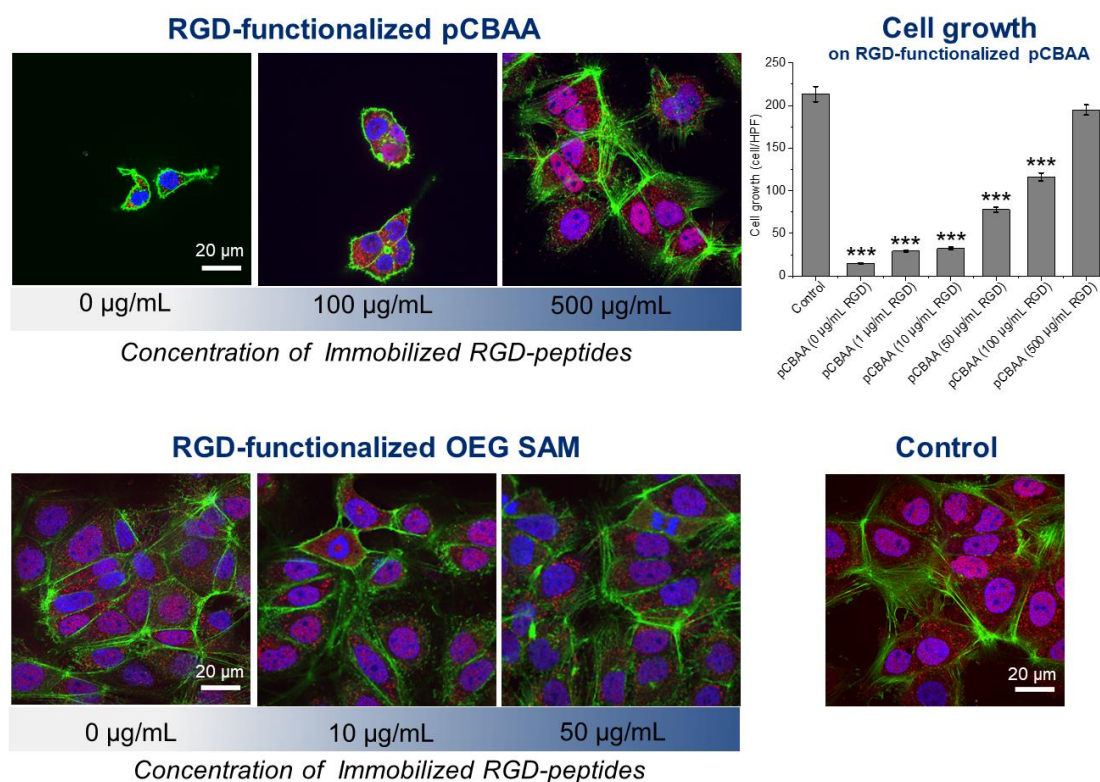 RGD-functionalized pCBAA
20 µm
0 µg/mL
100 µg/mL
500 µg/mL
Concentration of Immobilized RGD-peptides
Cell growth
on RGD-functionalized pCBAA
Cell growth (cell/HPF)
250
200
150
100
50
0
***
***
***
***
***
Control
pCBAA (0 µg/mL RGD)
pCBAA (1 µg/mL RGD)
pCBAA (10 µg/mL RGD)
pCBAA (50 µg/mL RGD)
pCBAA (100 µg/mL RGD)
pCBAA (500 µg/mL RGD)
RGD-functionalized OEG SAM
20 µm
0 µg/mL
10 µg/mL
50 µg/mL
Concentration of Immobilized RGD-peptides
Control
20 µm